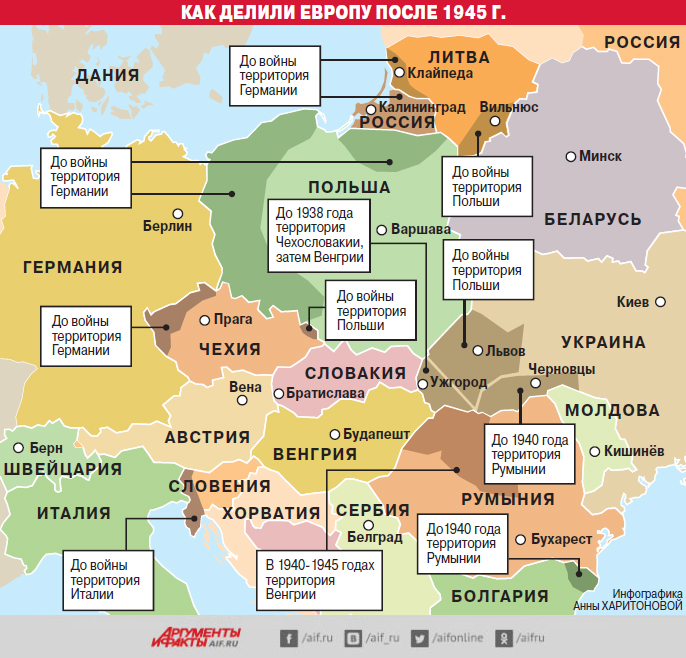 КАК ДЕЛИЛИ ЕВРОПУ ПОСЛЕ 1945 Г.
РОССИЯ
ЛИТВА
ДАНИЯ
До войны
территория
Германии
Клайпеда
Калининград
РОССИЯ
Вильнюс
Минск
До войны
территория
Германии
До войны
территория
Польши
ПОЛЬША
Берлин
До 1938 года
территория
Чехословакии,
затем Венгрии
Варшава
БЕЛАРУСЬ
ГЕРМАНИЯ
До войны
территория
Польши
Киев
До войны
территория
Германии
Прага
ЧЕХИЯ
До войны
территория
Польши
Львов
УКРАИНА
СЛОВАКИЯ
Ужгород
Черновцы
Вена
Братислава
МОЛДОВА
АВСТРИЯ
Будапешт
ВЕНГРИЯ
До 1940 года
территория
Румынии
Кишинёв
Берн
ШВЕЙЦАРИЯ
СЛОВЕНИЯ
ИТАЛИЯ
ХОРВАТИЯ
СЕРБИЯ
Белград
РУМЫНИЯ
До1940 года
территория
Румынии
Бухарест
До войны
территория
Италии
В 1940-1945 годах
территория
Венгрии
БОЛГАРИЯ
Инфографика
Анны ХАРИТОНОВОЙ
АРГУМЕНТЫ
И ФАКТЫ AIF.RU
/aif.ru
/aif_ru
/aifonline
/aifru